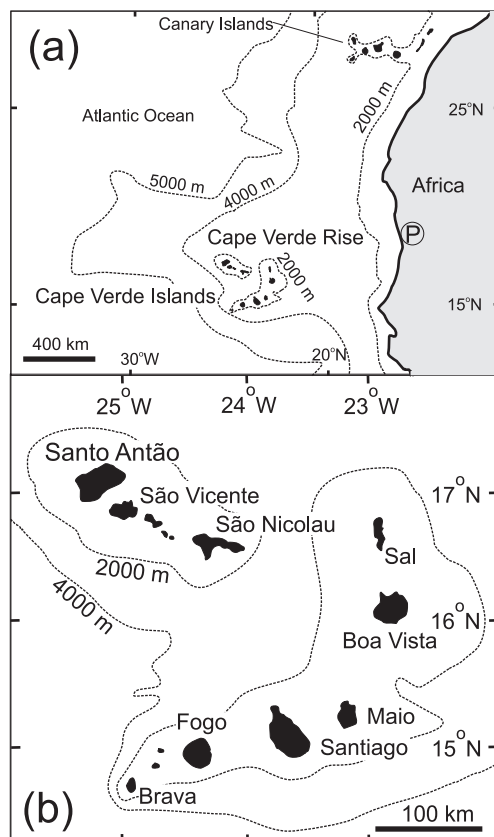 (a)
Canary Islands
2000 m
25°N
Atlantic Ocean
5000 m
4000 m
Africa
P
Cape Verde Rise
2000 m
Cape Verde Islands
15°N
400 km
30°W
20°N
25°W
24°W
23°W
Santo Antão
São Vicente
17°N
São Nicolau
2000 m
Sal
4000 m
16°N
Boa Vista
Fogo
Maio
Santiago
15°N
Brava
(b)
100 km